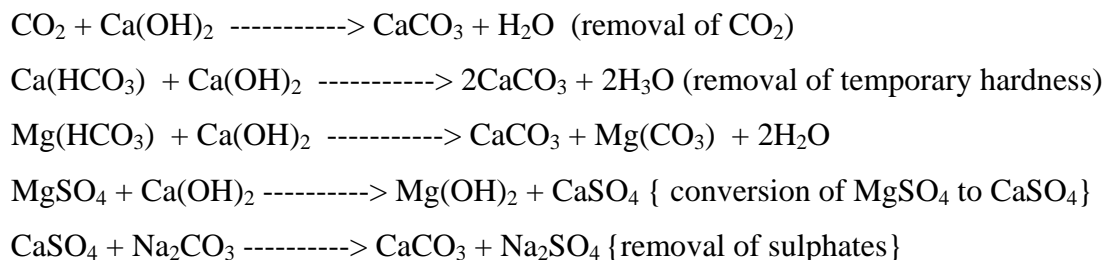 CO₂ + Ca(OH)₂ -----------> CaCO₃ + H₂O (removal of CO₂)
Ca(HCO₃) + Ca(OH)₂ -----------> 2CaCO₃ + 2H₃O (removal of temporary hardness)
Mg(HCO₃) + Ca(OH)₂ -----------> CaCO₃ + Mg(CO₃) + 2H₂O
MgSO₄ + Ca(OH)₂ ----------> Mg(OH)₂ + CaSO₄ { conversion of MgSO₄ to CaSO₄}
CaSO₄ + Na₂CO₃ ----------> CaCO₃ + Na₂SO₄ {removal of sulphates}